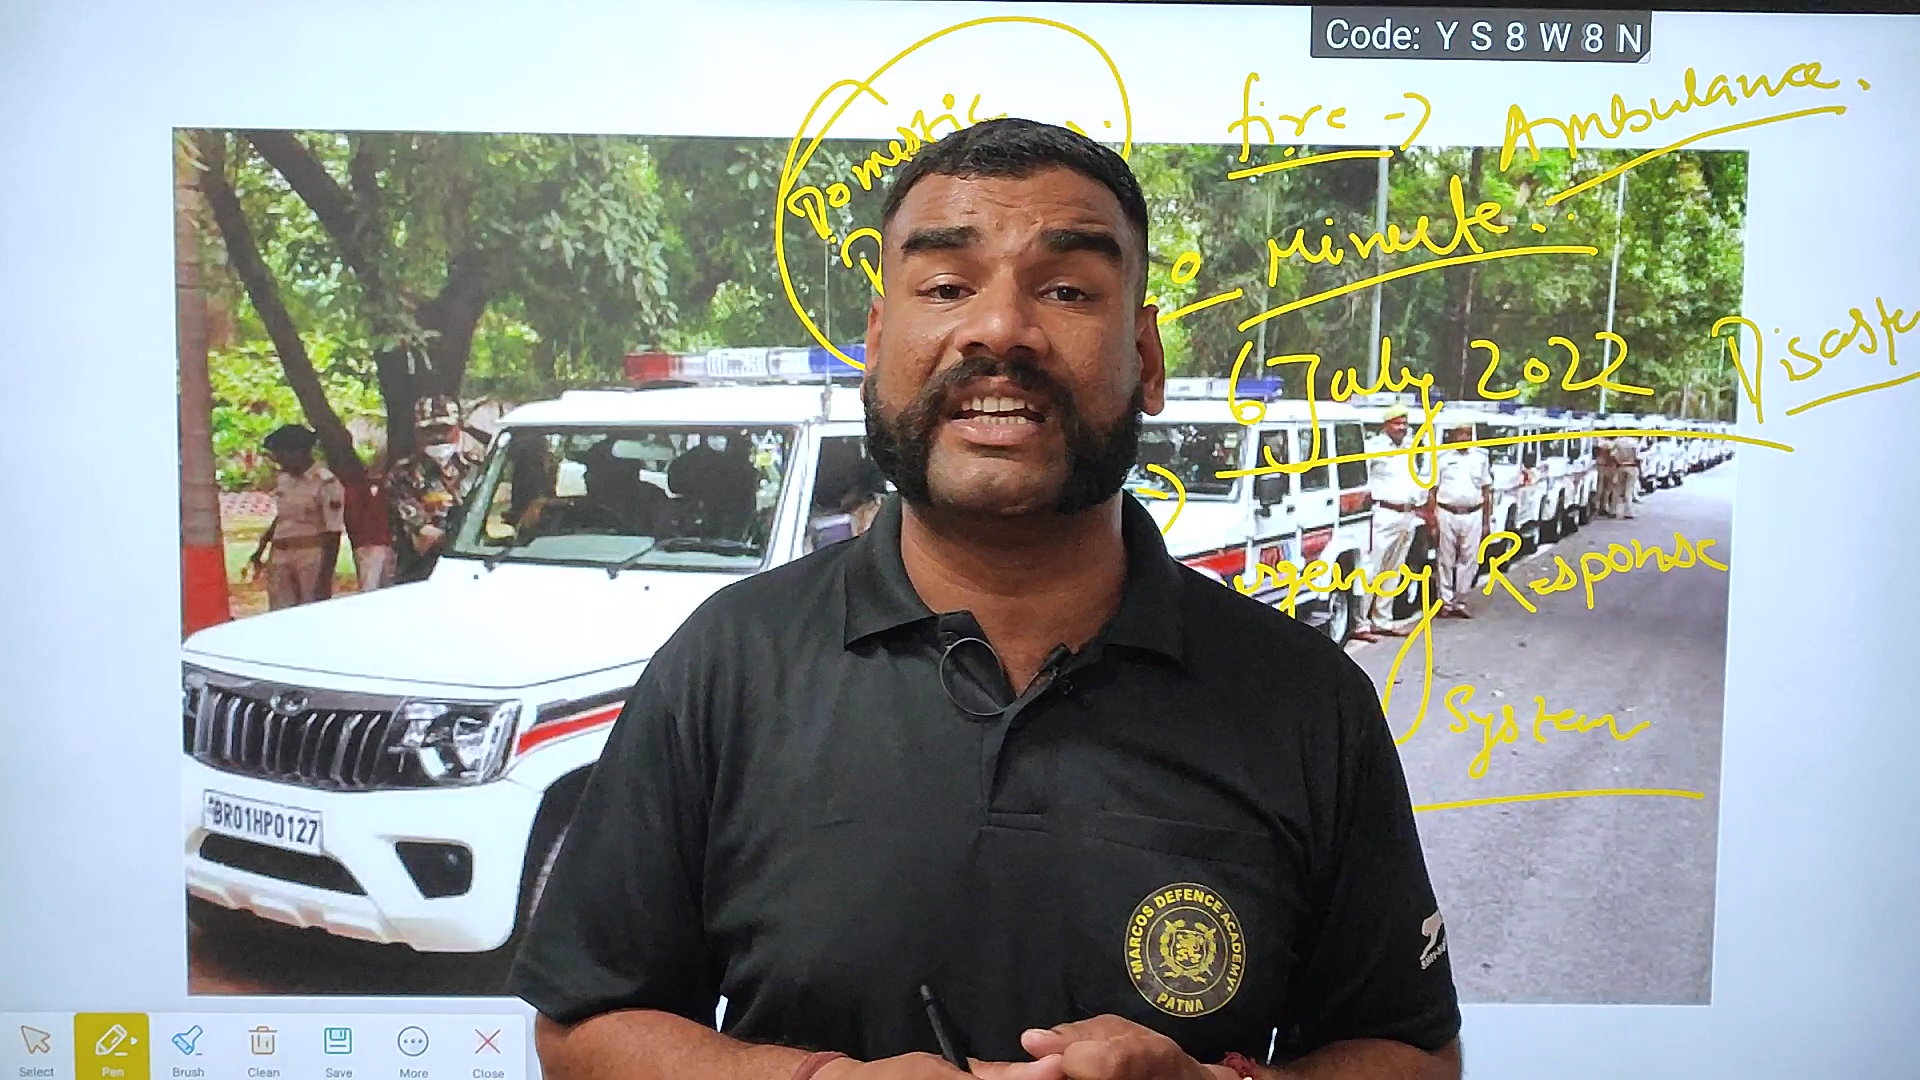 Code: Y S 8 W 8 N
Domestic
fire → Ambulance.
Minute.
6 July 2022
Disaste
Response
System
BR01HP0127
MARCOS DEFENCE ACADEMY
PATNA
Select Pen Brush Clean Save More Close